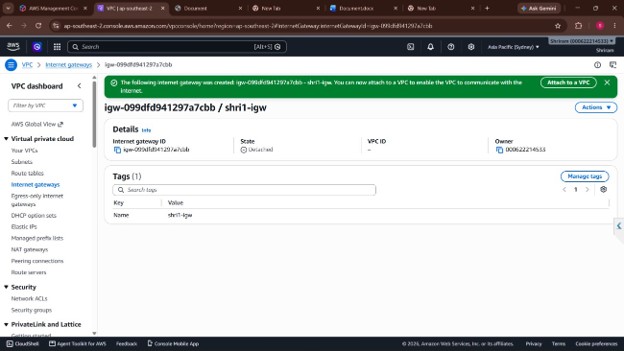 AWS Management Co
VPC | ap-southeast-2
Document
New Tab
Document.docx
New Tab
Ask Gemini
ap-southeast-2.console.aws.amazon.com/vpcconsole/home?region=ap-southeast-2#InternetGateway:internetGatewayId=igw-099dfd941297a7cbb
aws
Search
[Alt+S]
Asia Pacific (Sydney)
Shriram (000622214533)
Shriram
VPC
Internet gateways
igw-099dfd941297a7cbb
The following internet gateway was created: igw-099dfd941297a7cbb - shri1-igw. You can now attach to a VPC to enable the VPC to communicate with the internet.
Attach to a VPC
VPC dashboard
Filter by VPC
AWS Global View
Virtual private cloud
Your VPCs
Subnets
Route tables
Internet gateways
Egress-only internet gateways
DHCP option sets
Elastic IPs
Managed prefix lists
NAT gateways
Peering connections
Route servers
Security
Network ACLs
Security groups
PrivateLink and Lattice
igw-099dfd941297a7cbb / shri1-igw
Actions
Details
Info
Internet gateway ID
igw-099dfd941297a7cbb
State
Detached
VPC ID
–
Owner
000622214533
Tags (1)
Manage tags
Search tags
1
Key
Value
Name
shri1-igw
CloudShell
Agent Toolkit for AWS
Feedback
Console Mobile App
© 2026, Amazon Web Services, Inc. or its affiliates.
Privacy
Terms
Cookie preferences